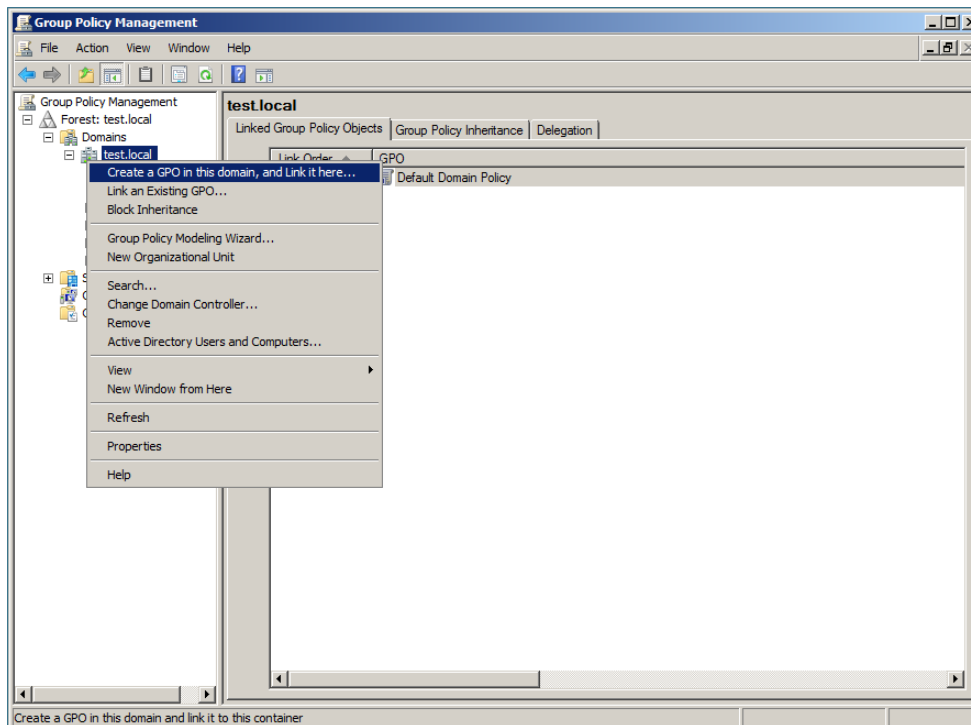 Group Policy Management
File Action View Window Help
Group Policy Management
Forest: test.local
Domains
test.local
test.local
Linked Group Policy Objects Group Policy Inheritance Delegation
Link Order GPO
Default Domain Policy
Create a GPO in this domain, and Link it here...
Link an Existing GPO...
Block Inheritance
Group Policy Modeling Wizard...
New Organizational Unit
Search...
Change Domain Controller...
Remove
Active Directory Users and Computers...
View
New Window from Here
Refresh
Properties
Help
Create a GPO in this domain and link it to this container